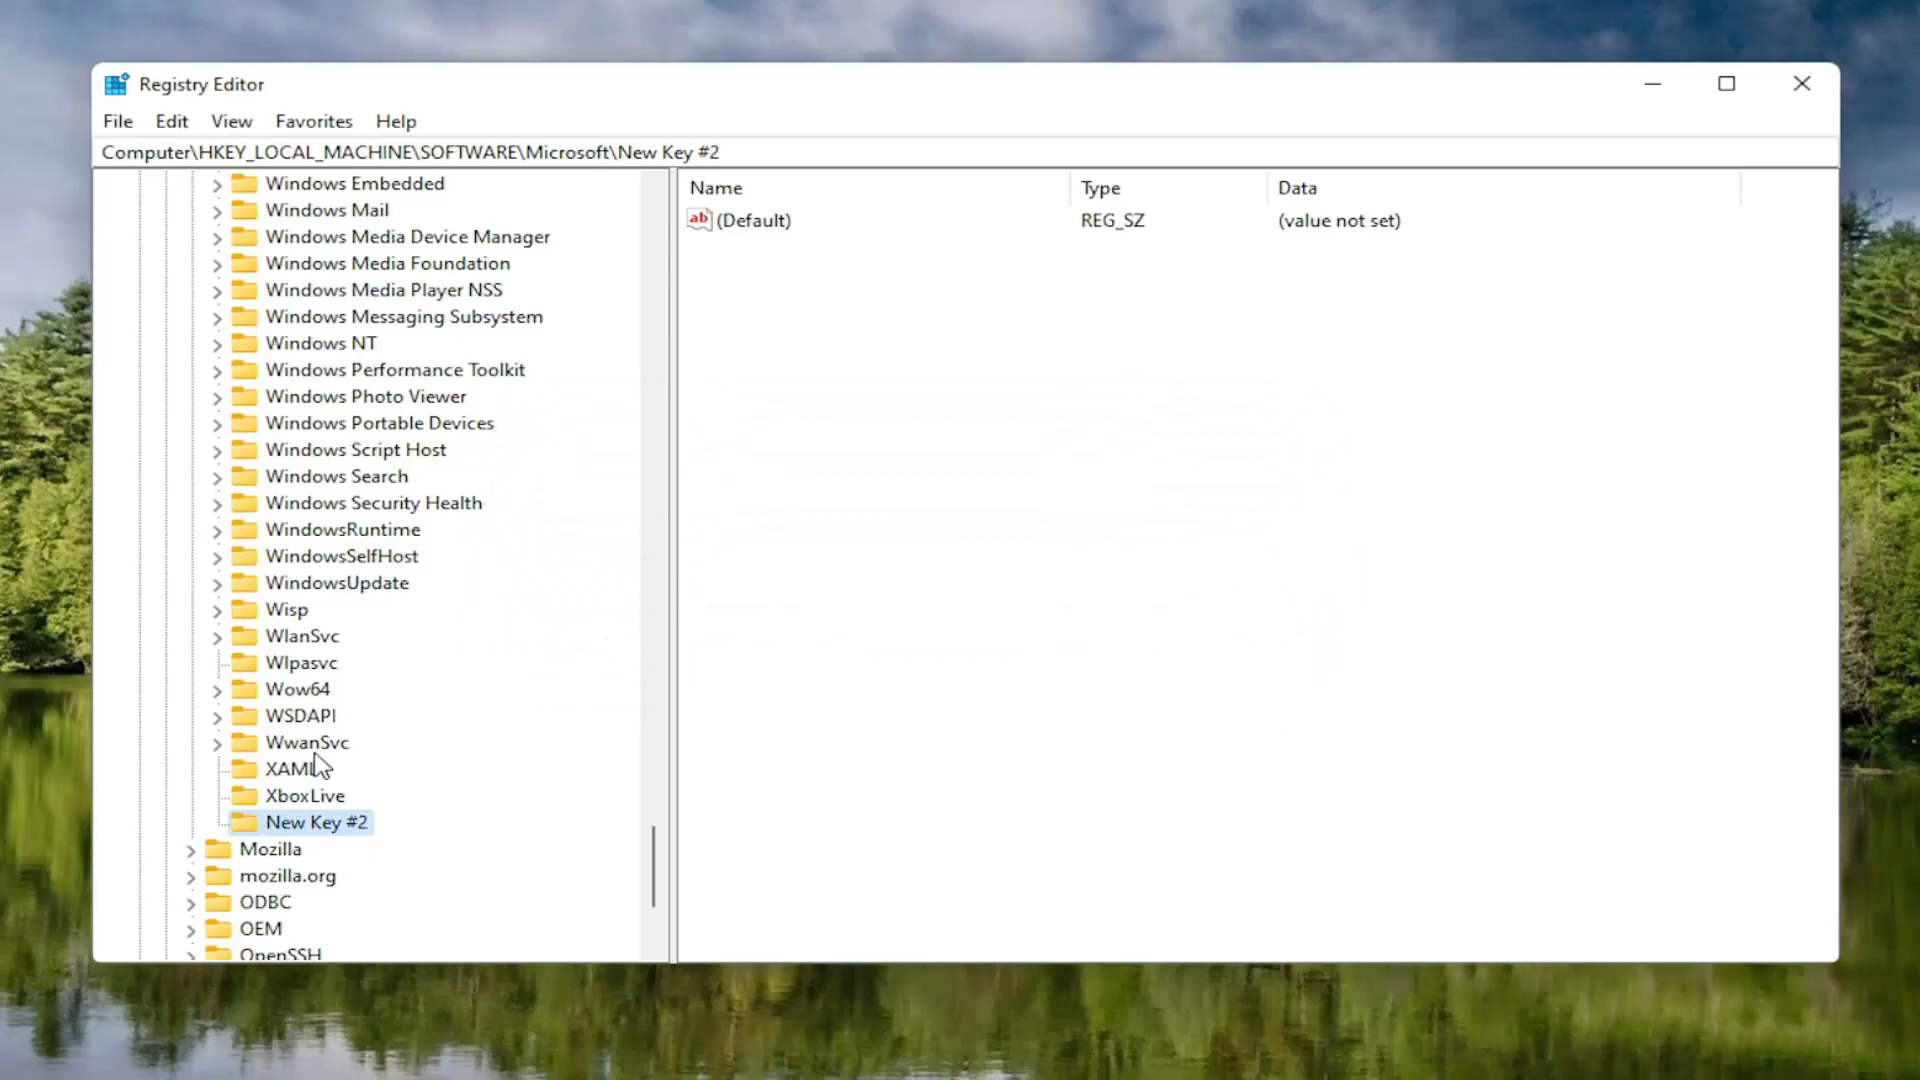 Registry Editor
File Edit View Favorites Help
Computer\HKEY_LOCAL_MACHINE\SOFTWARE\Microsoft\New Key #2
Windows Embedded
Windows Mail
Windows Media Device Manager
Windows Media Foundation
Windows Media Player NSS
Windows Messaging Subsystem
Windows NT
Windows Performance Toolkit
Windows Photo Viewer
Windows Portable Devices
Windows Script Host
Windows Search
Windows Security Health
WindowsRuntime
WindowsSelfHost
WindowsUpdate
Wisp
WlanSvc
Wlpasvc
Wow64
WSDAPI
WwanSvc
XAML
XboxLive
New Key #2
Mozilla
mozilla.org
ODBC
OEM
OpenSSH
Name Type Data
ab (Default) REG_SZ (value not set)